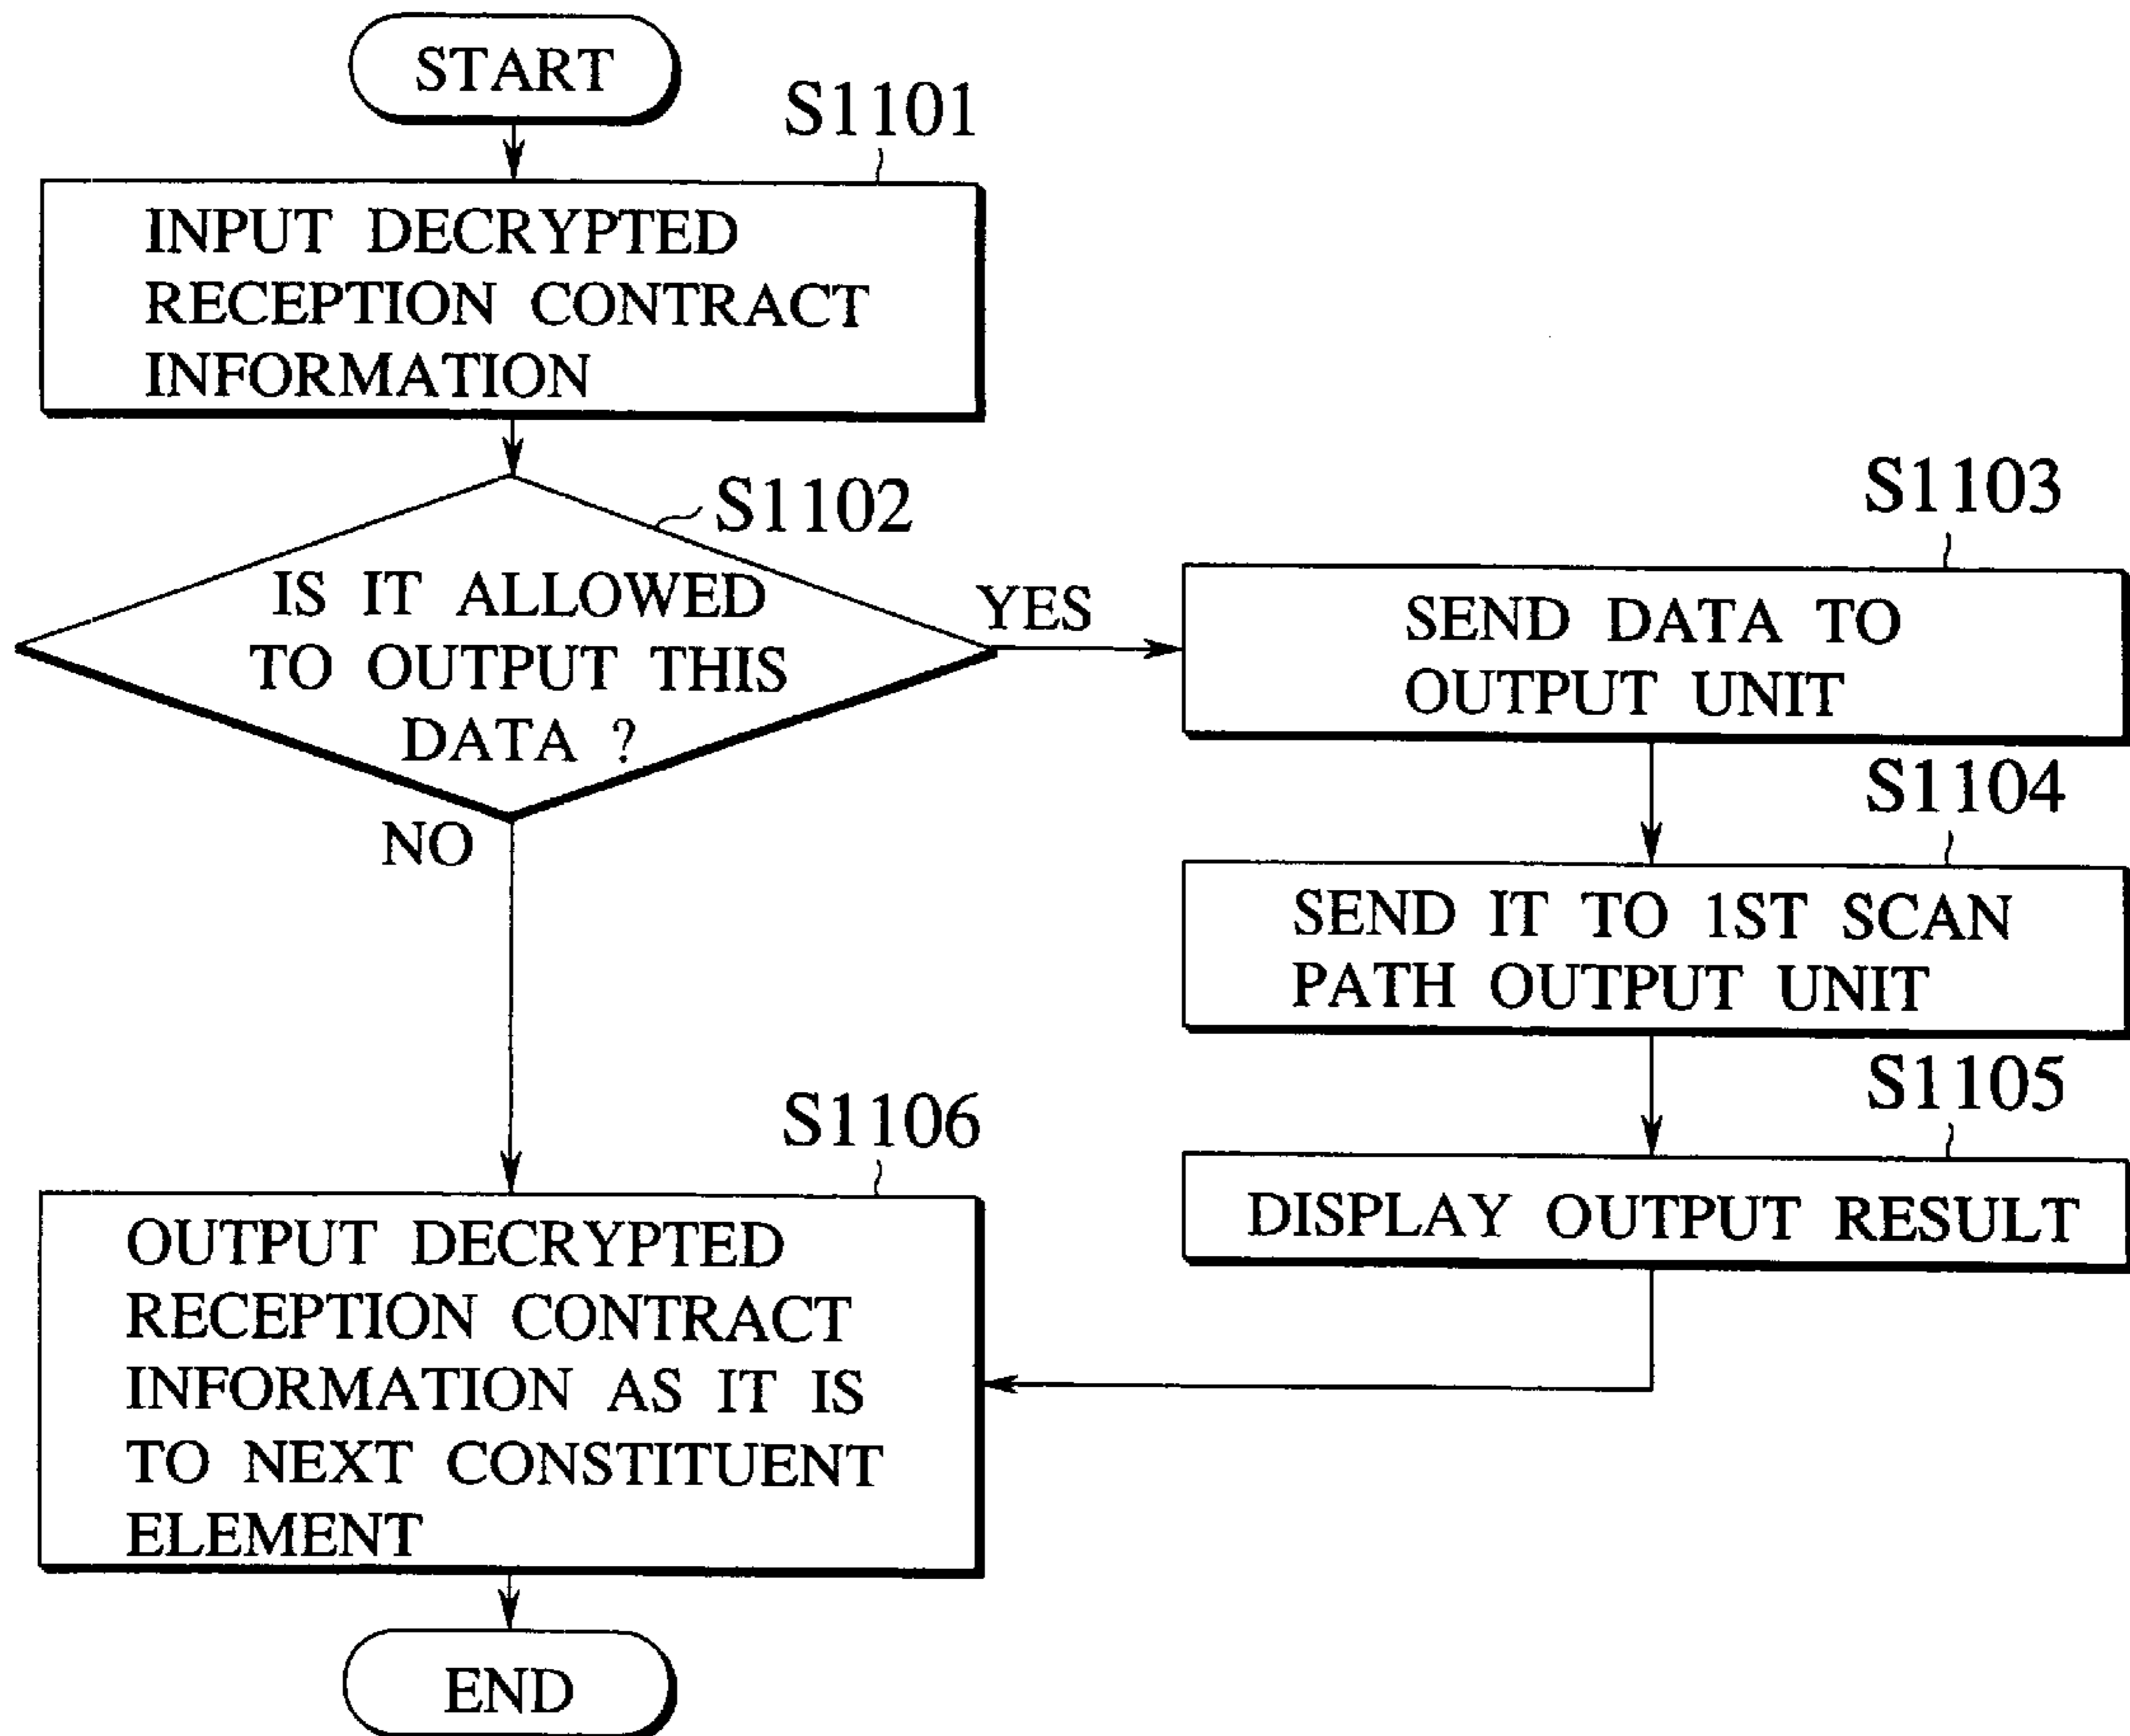 START
S1101
INPUT DECRYPTED
RECEPTION CONTRACT
INFORMATION
S1102
IS IT ALLOWED
TO OUTPUT THIS
DATA ?
YES
NO
S1103
SEND DATA TO
OUTPUT UNIT
S1104
SEND IT TO 1ST SCAN
PATH OUTPUT UNIT
S1105
DISPLAY OUTPUT RESULT
S1106
OUTPUT DECRYPTED
RECEPTION CONTRACT
INFORMATION AS IT IS
TO NEXT CONSTITUENT
ELEMENT
END